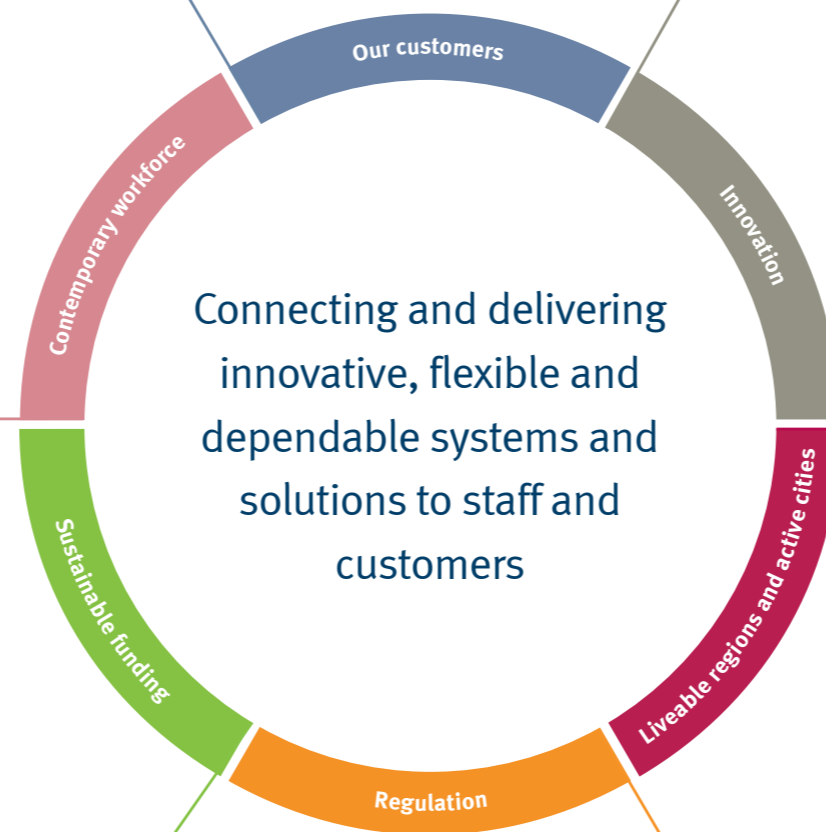 Our customers
Innovation
Liveable regions and active cities
Regulation
Sustainable funding
Contemporary workforce
Connecting and delivering
innovative, flexible and
dependable systems and
solutions to staff and
customers